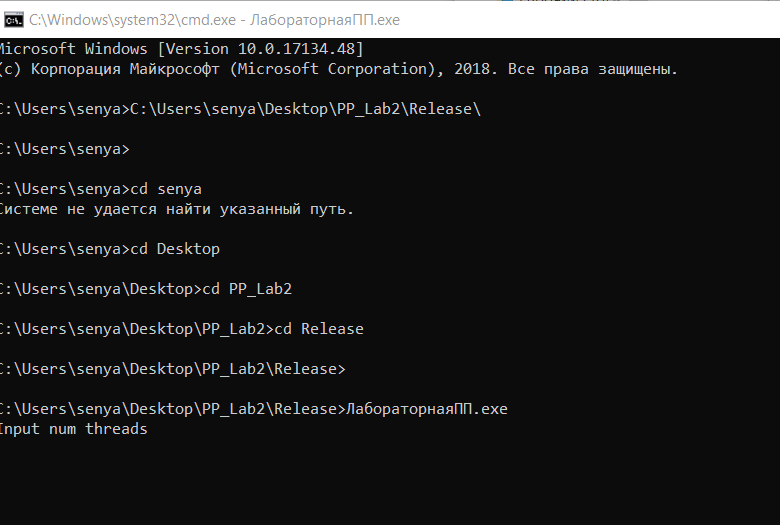 C:\Windows\system32\cmd.exe - ЛабораторнаяПП.exe
Microsoft Windows [Version 10.0.17134.48]
(c) Корпорация Майкрософт (Microsoft Corporation), 2018. Все права защищены.
C:\Users\senya>C:\Users\senya\Desktop\PP_Lab2\Release\
C:\Users\senya>
C:\Users\senya>cd senya
Системе не удается найти указанный путь.
C:\Users\senya>cd Desktop
C:\Users\senya\Desktop>cd PP_Lab2
C:\Users\senya\Desktop\PP_Lab2>cd Release
C:\Users\senya\Desktop\PP_Lab2\Release>
C:\Users\senya\Desktop\PP_Lab2\Release>ЛабораторнаяПП.exe
Input num threads